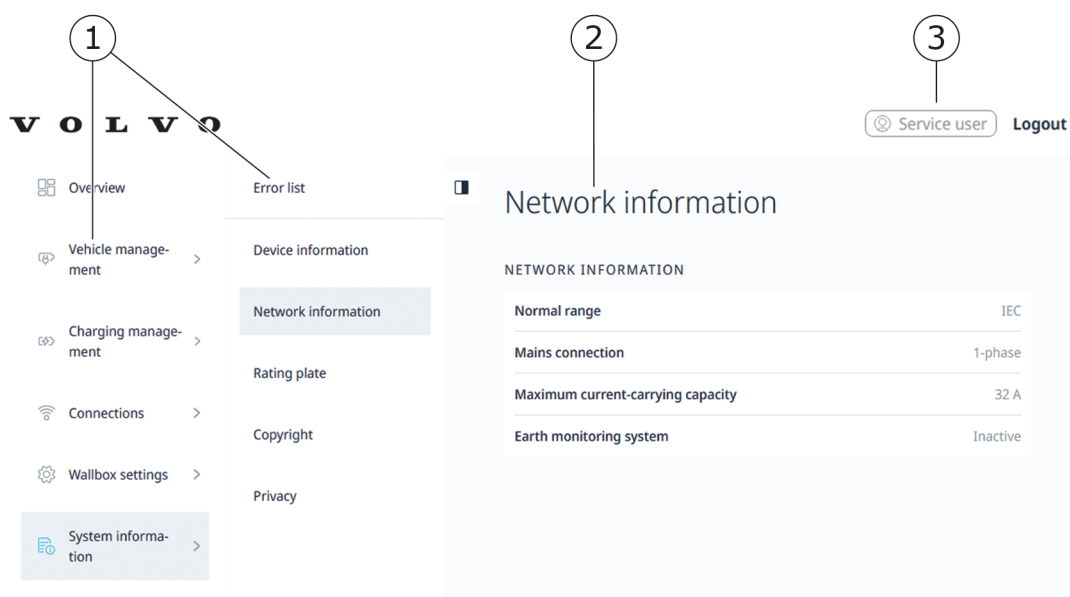 1
2
3
VOLVO
Service user
Logout
Overview
Vehicle manage-
ment
Charging manage-
ment
Connections
Wallbox settings
System informa-
tion
Error list
Device information
Network information
Rating plate
Copyright
Privacy
Network information
NETWORK INFORMATION
Normal range IEC
Mains connection 1-phase
Maximum current-carrying capacity 32 A
Earth monitoring system Inactive